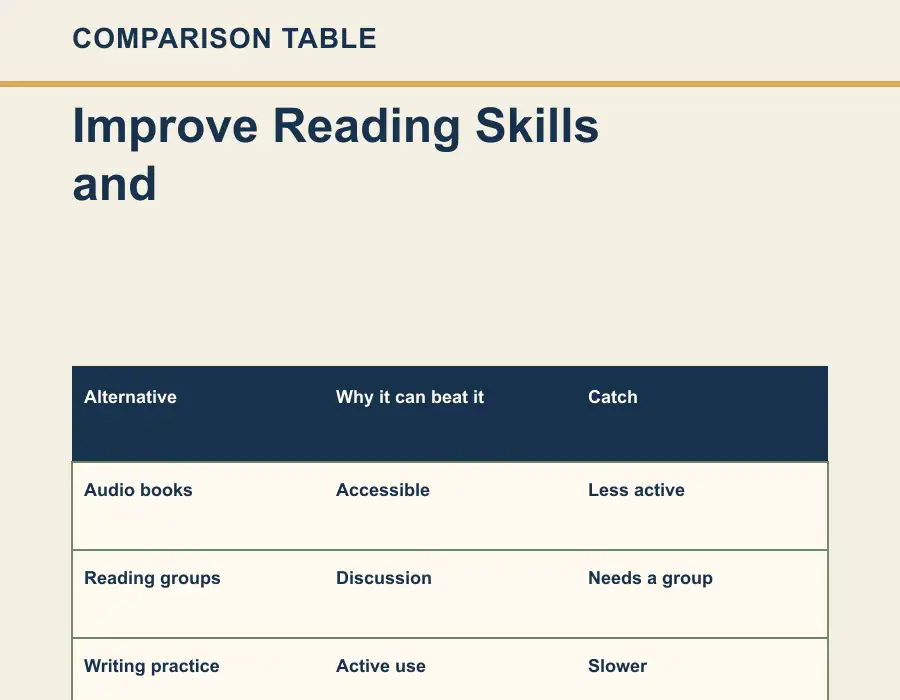 COMPARISON TABLE
Improve Reading Skills
and
Alternative Why it can beat it Catch
Audio books Accessible Less active
Reading groups Discussion Needs a group
Writing practice Active use Slower